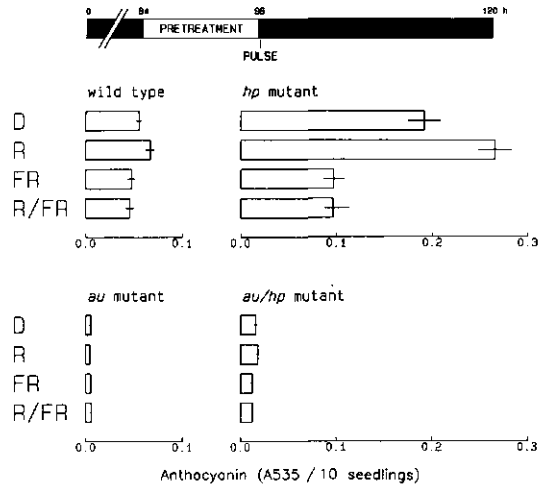 0 84 96 120 h
PRETREATMENT
PULSE
wild type hp mutant
D
R
FR
R/FR
0.0 0.1 0.0 0.1 0.2 0.3
au mutant au/hp mutant
D
R
FR
R/FR
0.0 0.1 0.0 0.1 0.2 0.3
Anthocyonin (A535 / 10 seedlings)